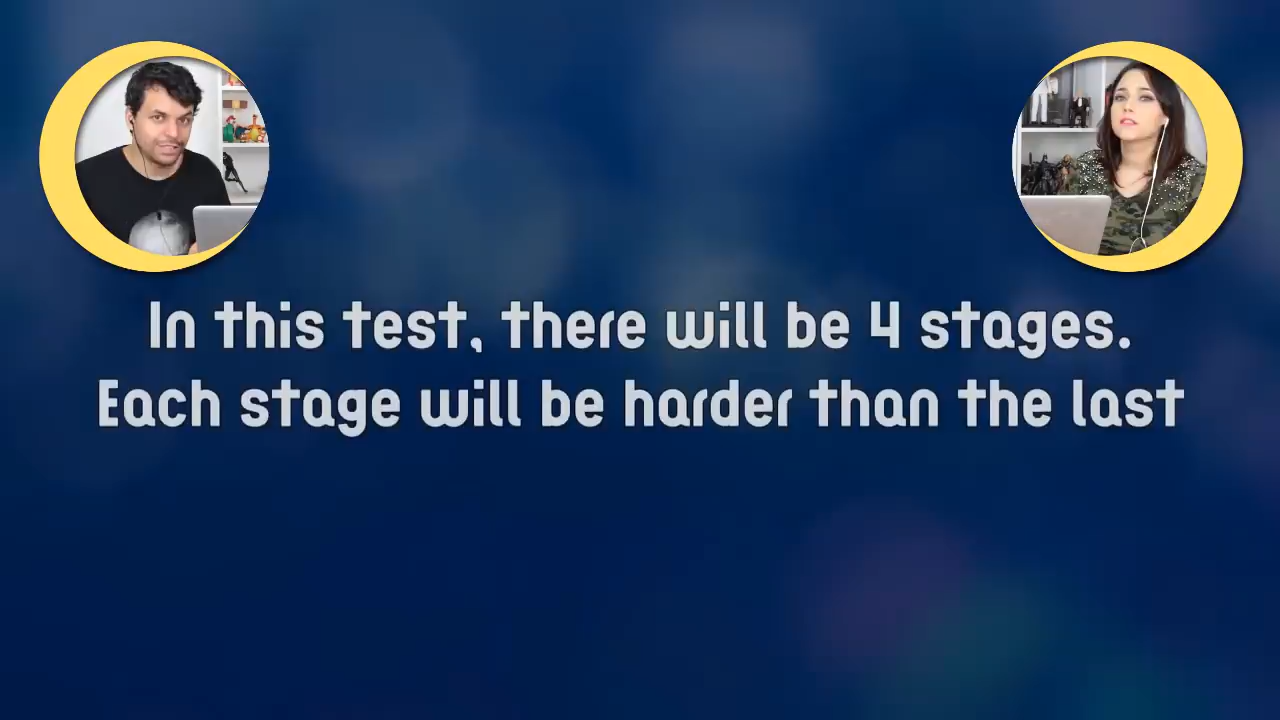 In this test, there will be 4 stages.
Each stage will be harder than the last